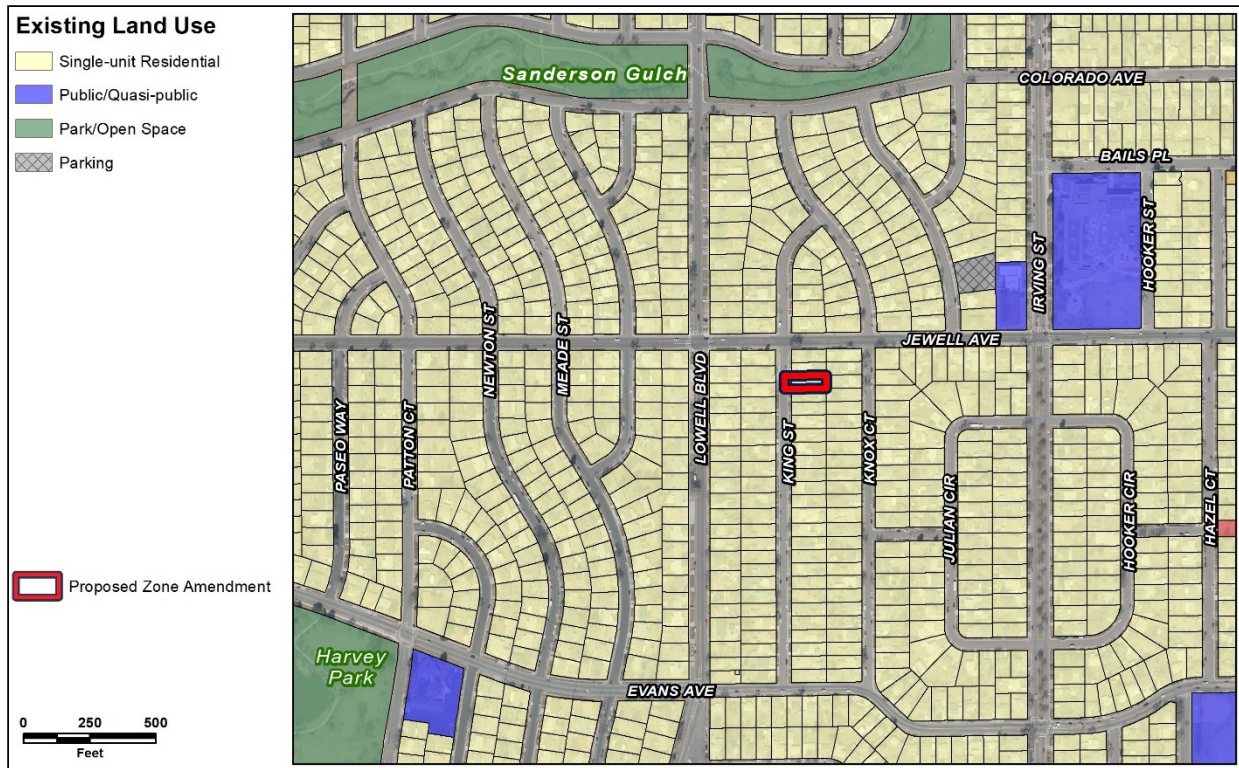 Existing Land Use
Single-unit Residential
Public/Quasi-public
Park/Open Space
Parking
Proposed Zone Amendment
0 250 500
Feet
Sanderson Gulch
COLORADO AVE
BAILS PL
HOOKER ST
IRVING ST
JEWELL AVE
NEWTON ST
MEADE ST
LOWELL BLVD
PASEO WAY
PATTON CT
KING ST
KNOX CT
JULIAN CIR
HOOKER CIR
HAZEL CT
Harvey
Park
EVANS AVE